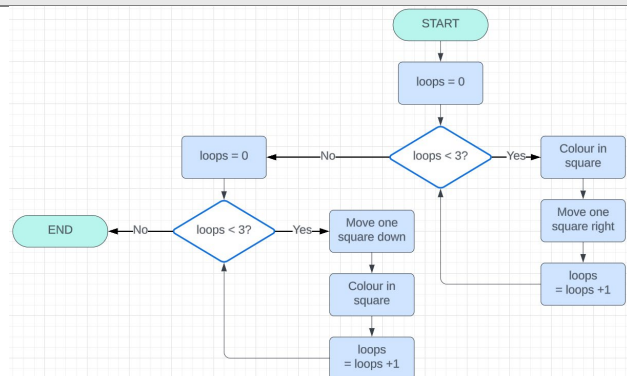 START
loops = 0
loops < 3?
Yes
Colour in
square
Move one
square right
loops
= loops +1
No
loops = 0
loops < 3?
Yes
Move one
square down
Colour in
square
loops
= loops +1
No
END